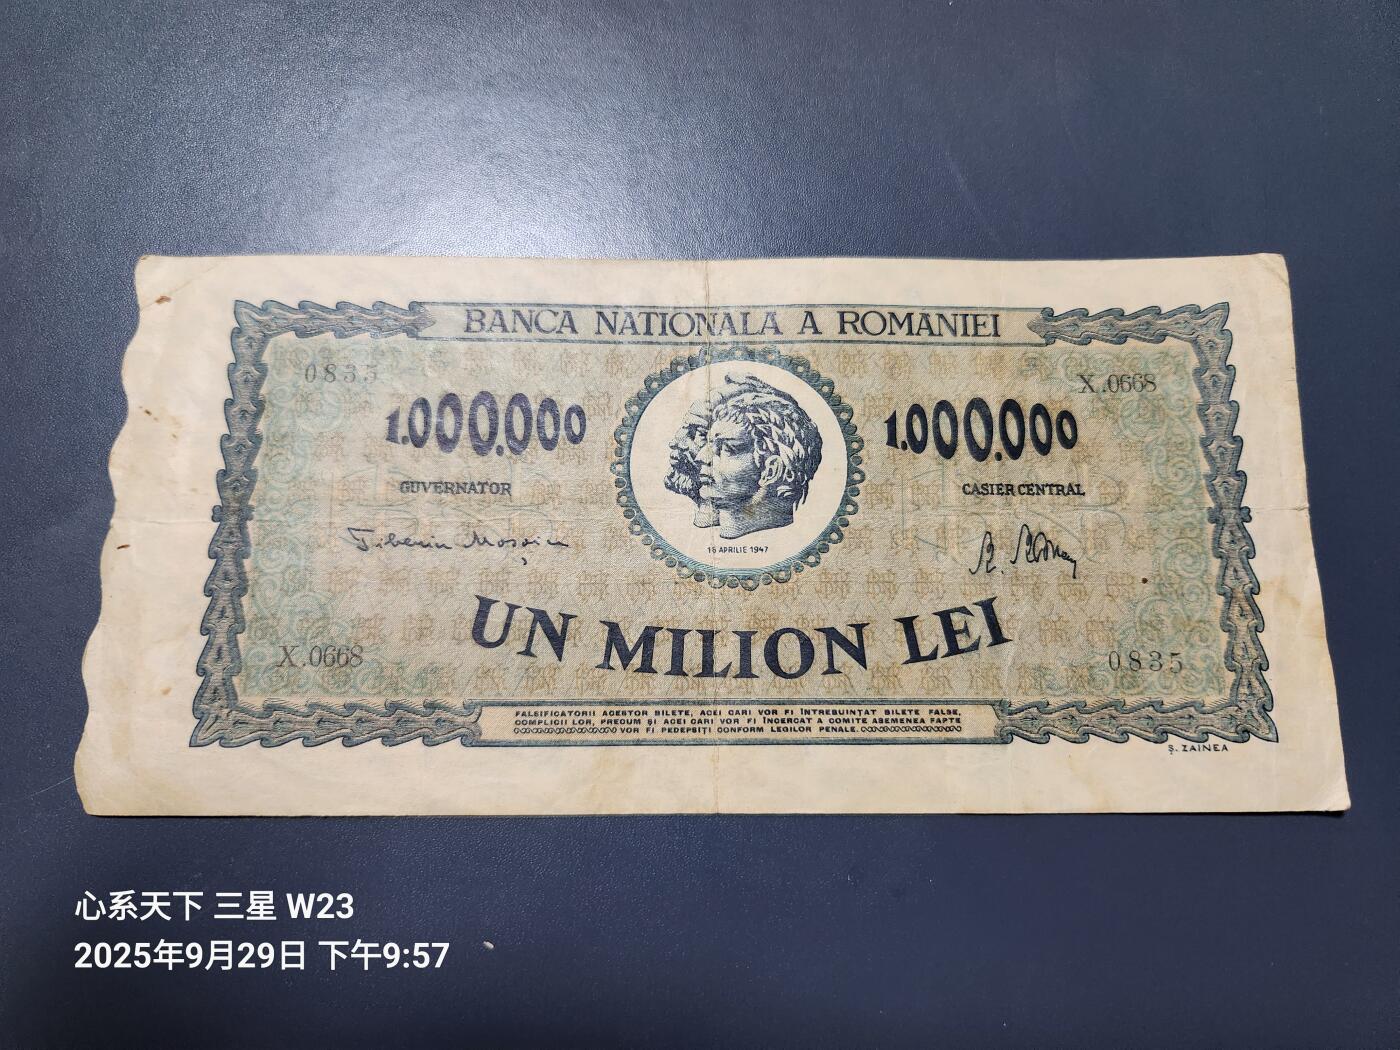 BANCA NATIONALA A ROMANIEI
0835
X.0668
1.000.000
1.000.000
GUVERNATOR
CASIER CENTRAL
16 APRILIE 1947
UN MILION LEI
X.0668
0835
FALSIFICATORII ACESTOR BILETE, ACEI CARI VOR FI ÎNTREBUINȚAT BILETE FALSE,
COMPLICII LOR, PRECUM ȘI ACEI CARI VOR FI ÎNCERCAT A COMITE ASEMENEA FAPTE
VOR FI PEDEPSIȚI CONFORM LEGILOR PENALE.
Ș. ZAINEA
心系天下 三星 W23
2025年9月29日 下午9:57